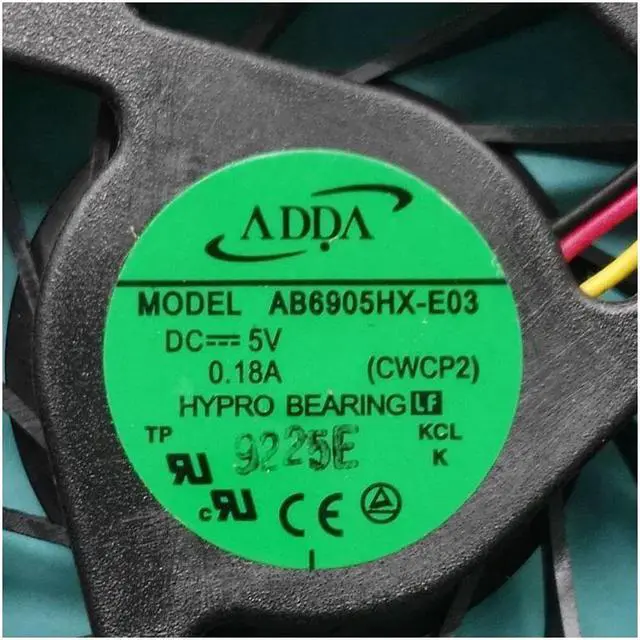 ADDA
MODEL AB6905HX-E03
DC⎓5V
0.18A (CWCP2)
HYPRO BEARING LF
TP 9225E KCL
K
c
CE